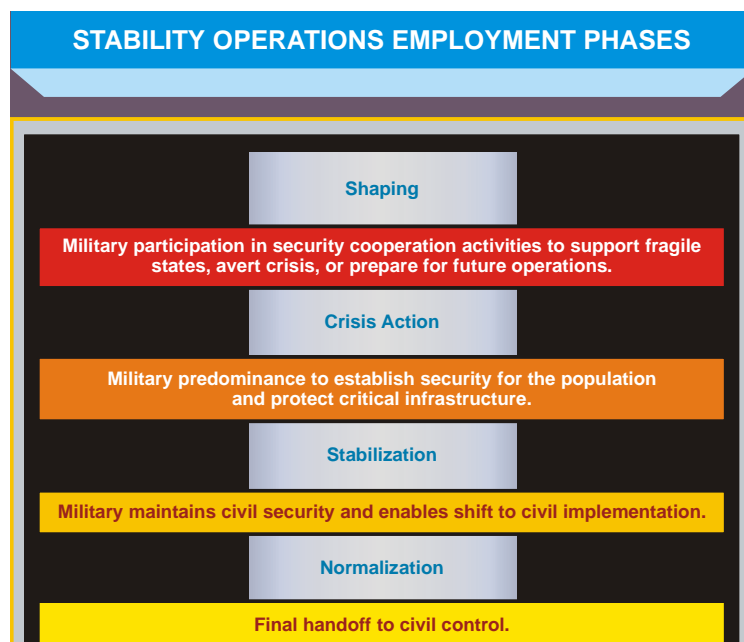 STABILITY OPERATIONS EMPLOYMENT PHASES
Shaping
Military participation in security cooperation activities to support fragile
states, avert crisis, or prepare for future operations.
Crisis Action
Military predominance to establish security for the population
and protect critical infrastructure.
Stabilization
Military maintains civil security and enables shift to civil implementation.
Normalization
Final handoff to civil control.